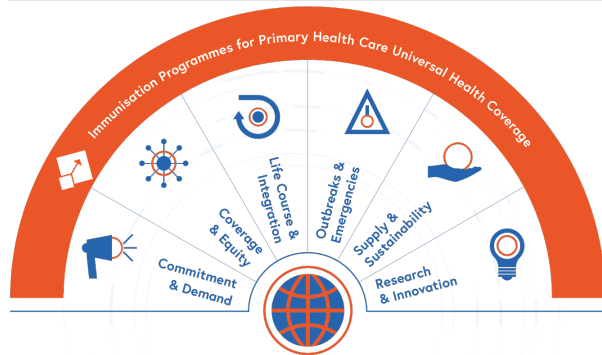 Immunisation Programmes for Primary Health Care Universal Health Coverage
Commitment
& Demand
Coverage
& Equity
Life Course &
Integration
Outbreaks &
Emergencies
Supply &
Sustainability
Research
& Innovation